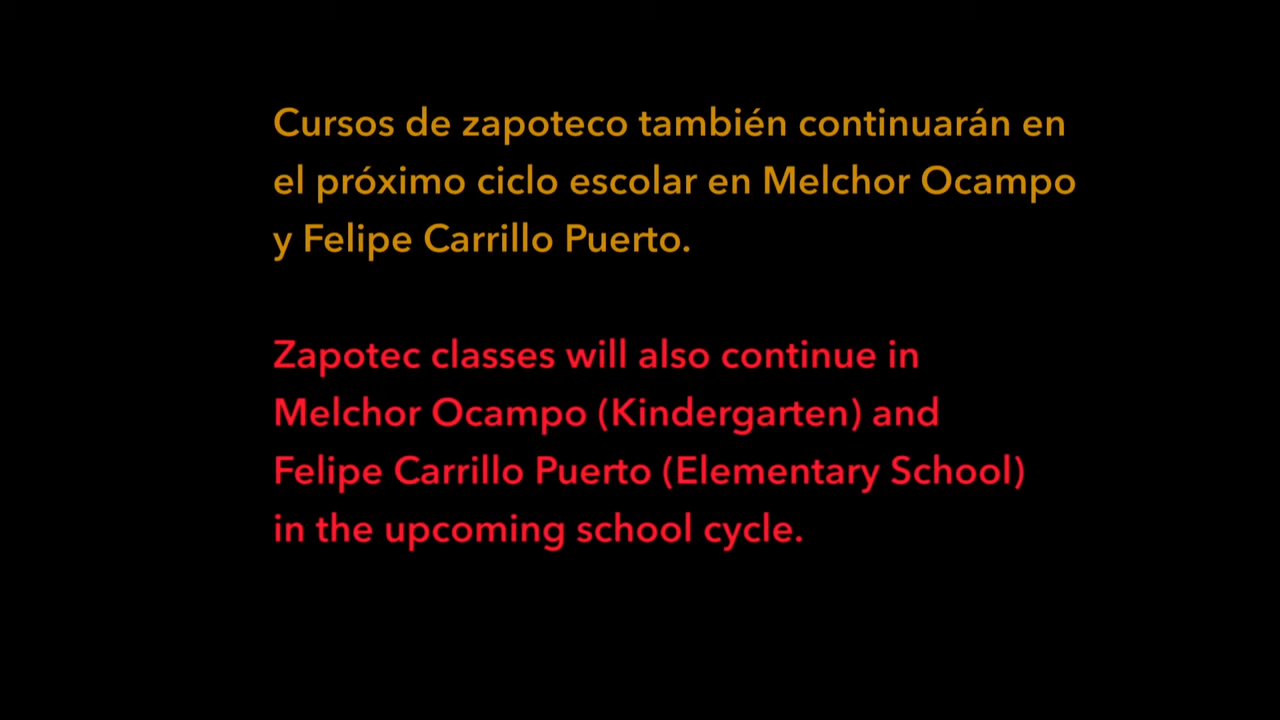 Cursos de zapoteco también continuarán en
el próximo ciclo escolar en Melchor Ocampo
y Felipe Carrillo Puerto.
Zapotec classes will also continue in
Melchor Ocampo (Kindergarten) and
Felipe Carrillo Puerto (Elementary School)
in the upcoming school cycle.